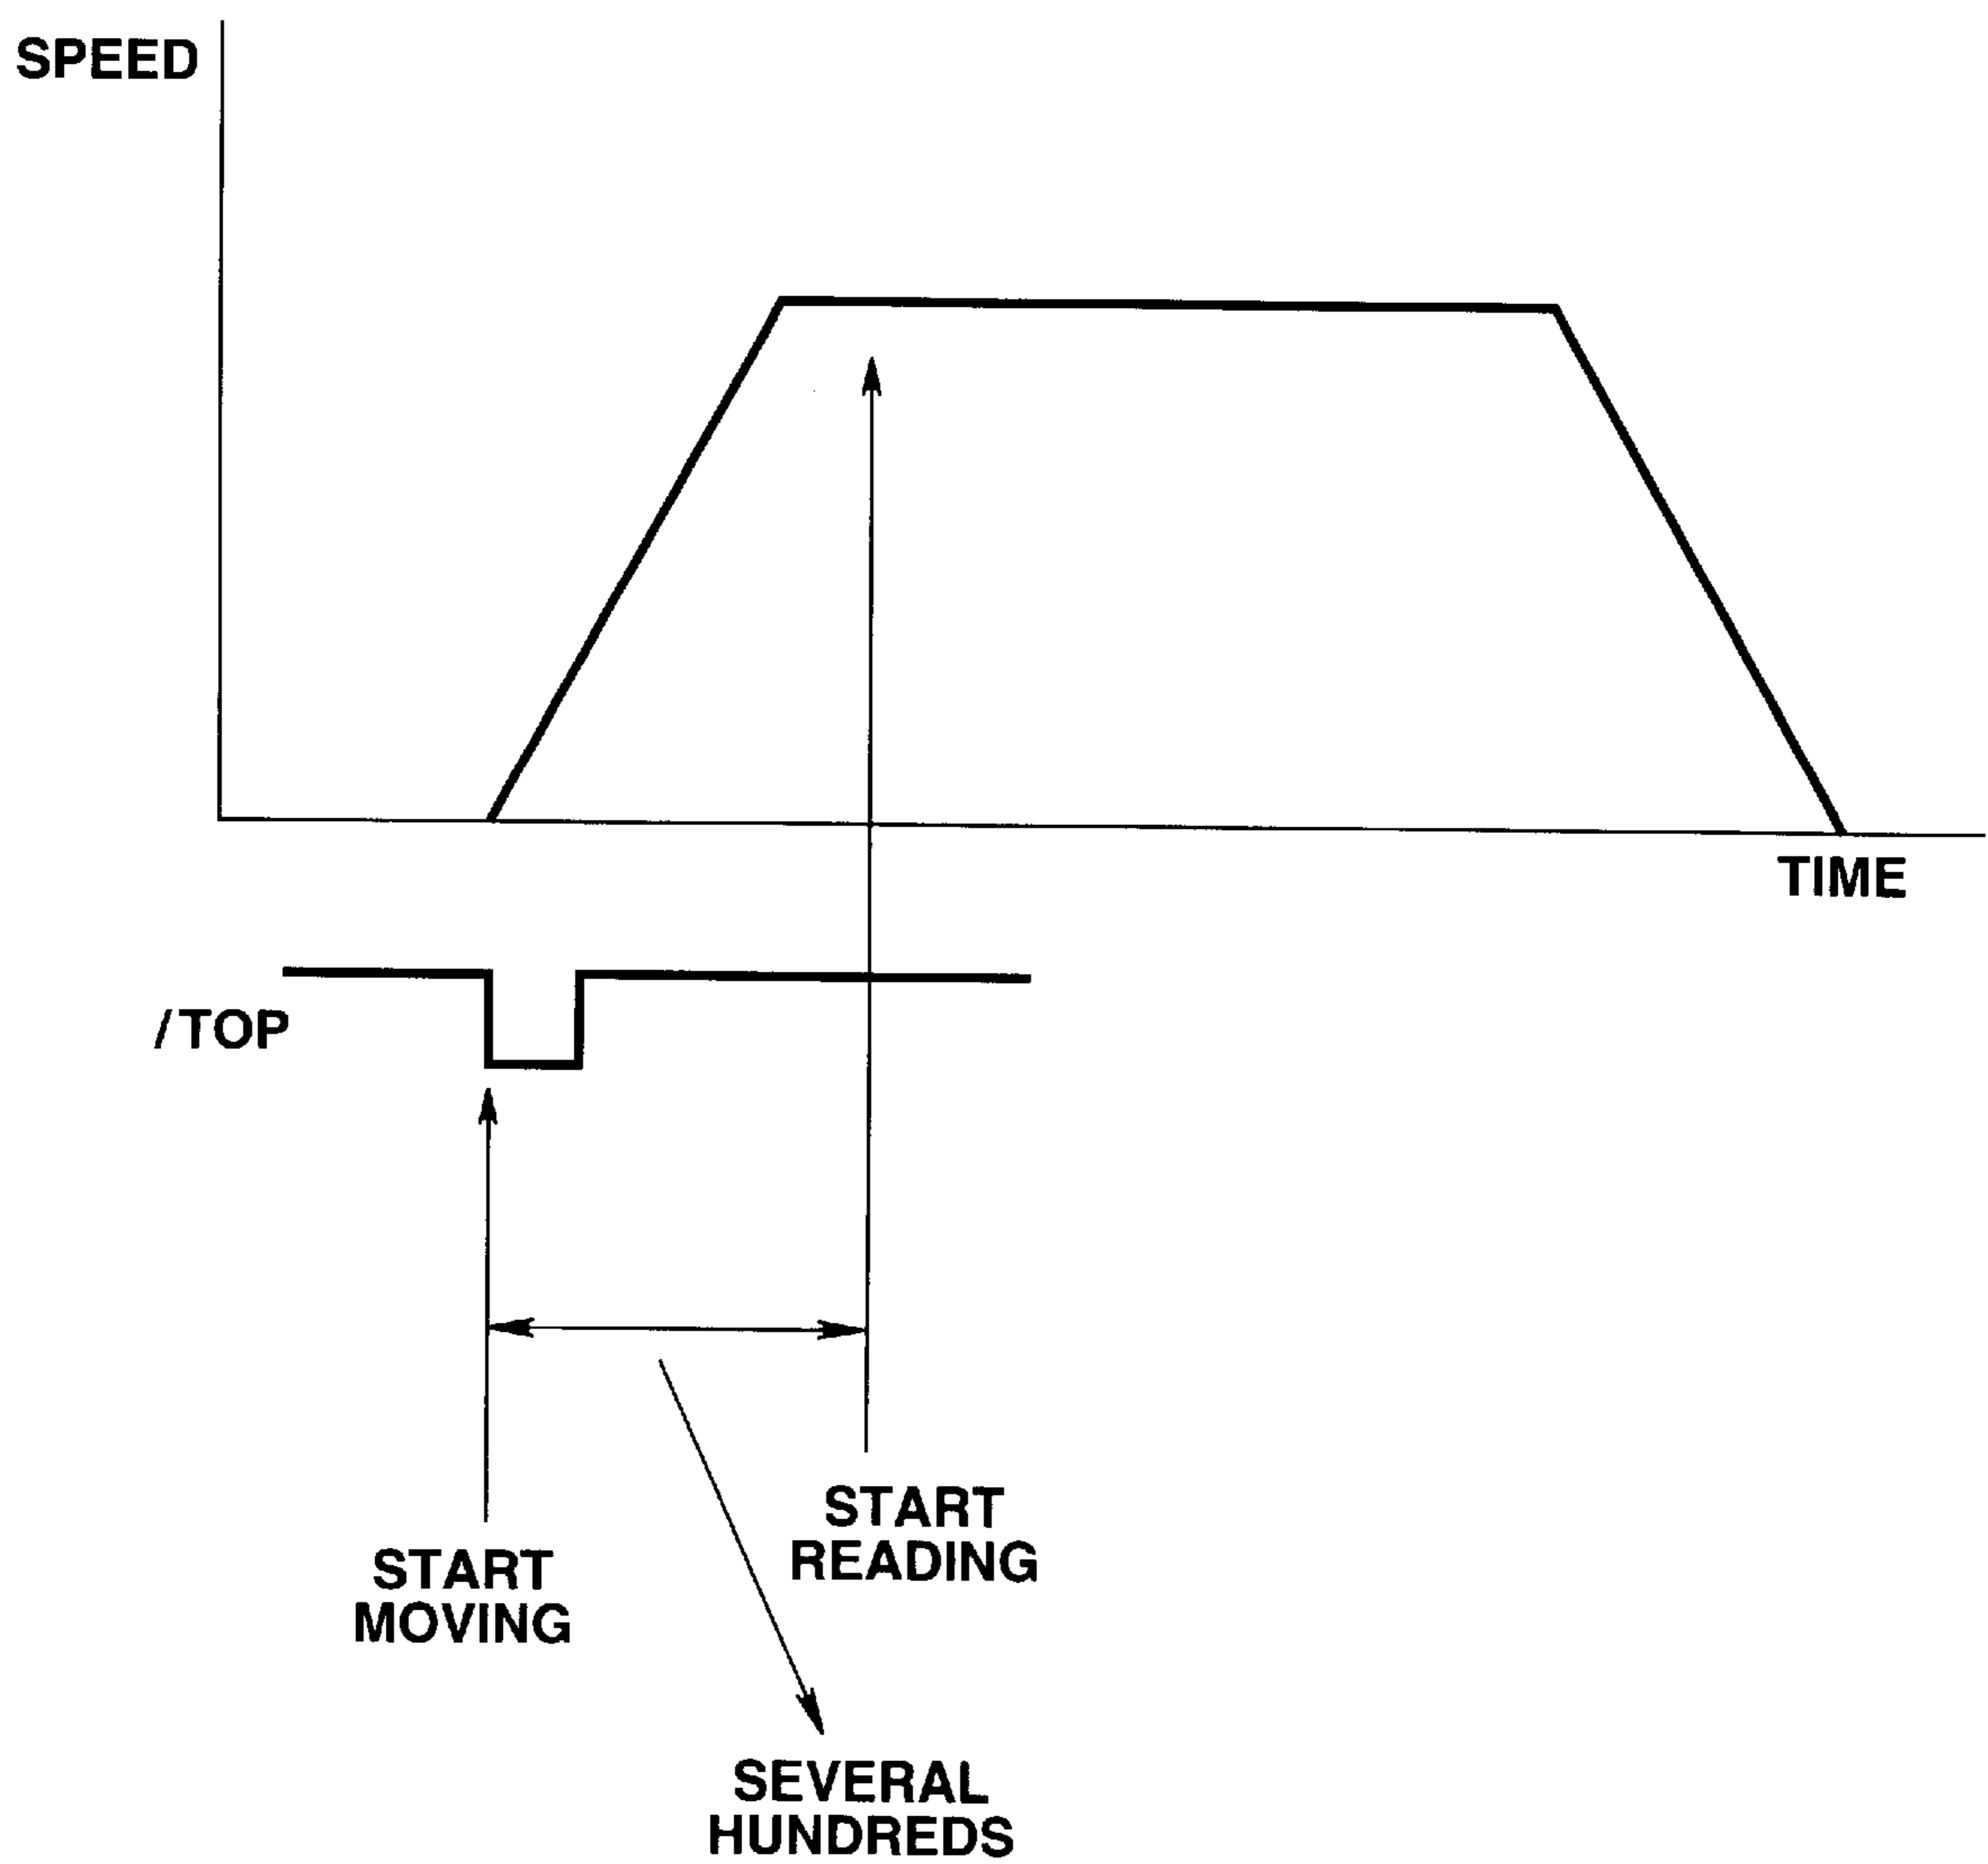 SPEED
TIME
/TOP
START
READING
START
MOVING
SEVERAL
HUNDREDS